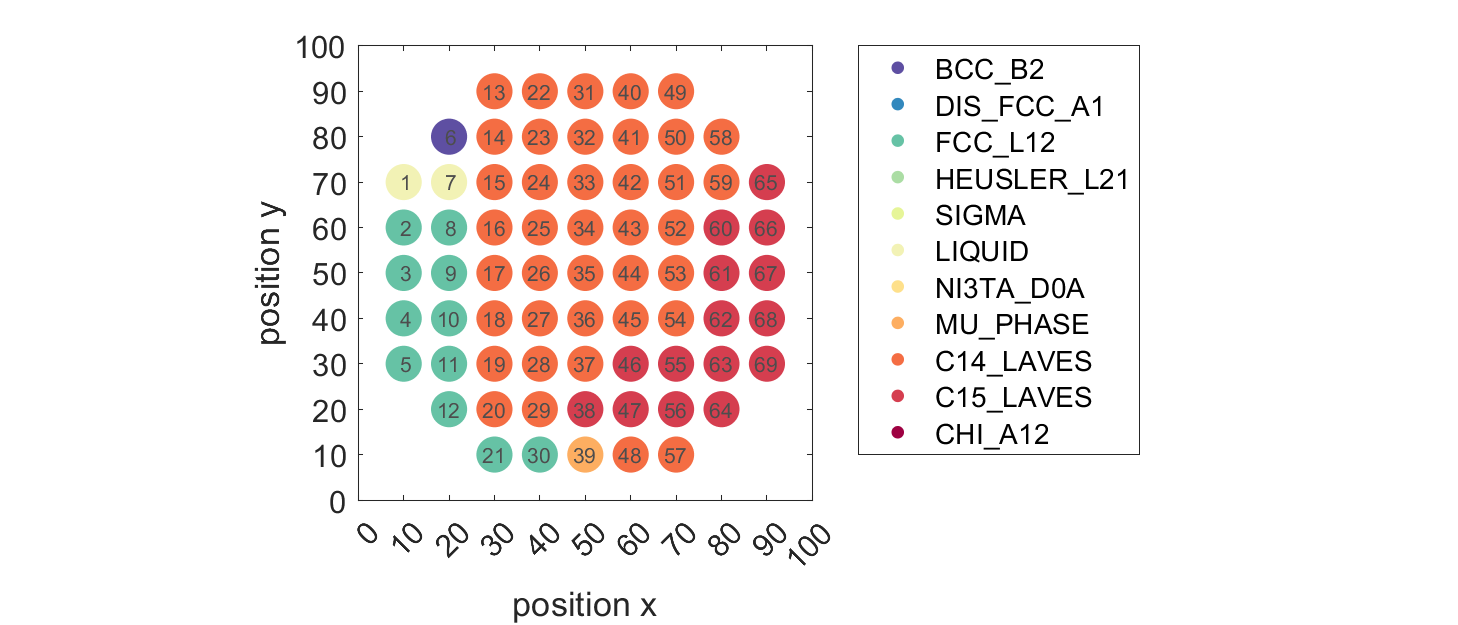 100
90
80
70
60
50
40
30
20
10
0
position y
13 22 31 40 49
6 14 23 32 41 50 58
1 7 15 24 33 42 51 59 65
2 8 16 25 34 43 52 60 66
3 9 17 26 35 44 53 61 67
4 10 18 27 36 45 54 62 68
5 11 19 28 37 46 55 63 69
12 20 29 38 47 56 64
21 30 39 48 57
0 10 20 30 40 50 60 70 80 90 100
position x
BCC_B2
DIS_FCC_A1
FCC_L12
HEUSLER_L21
SIGMA
LIQUID
NI3TA_D0A
MU_PHASE
C14_LAVES
C15_LAVES
CHI_A12